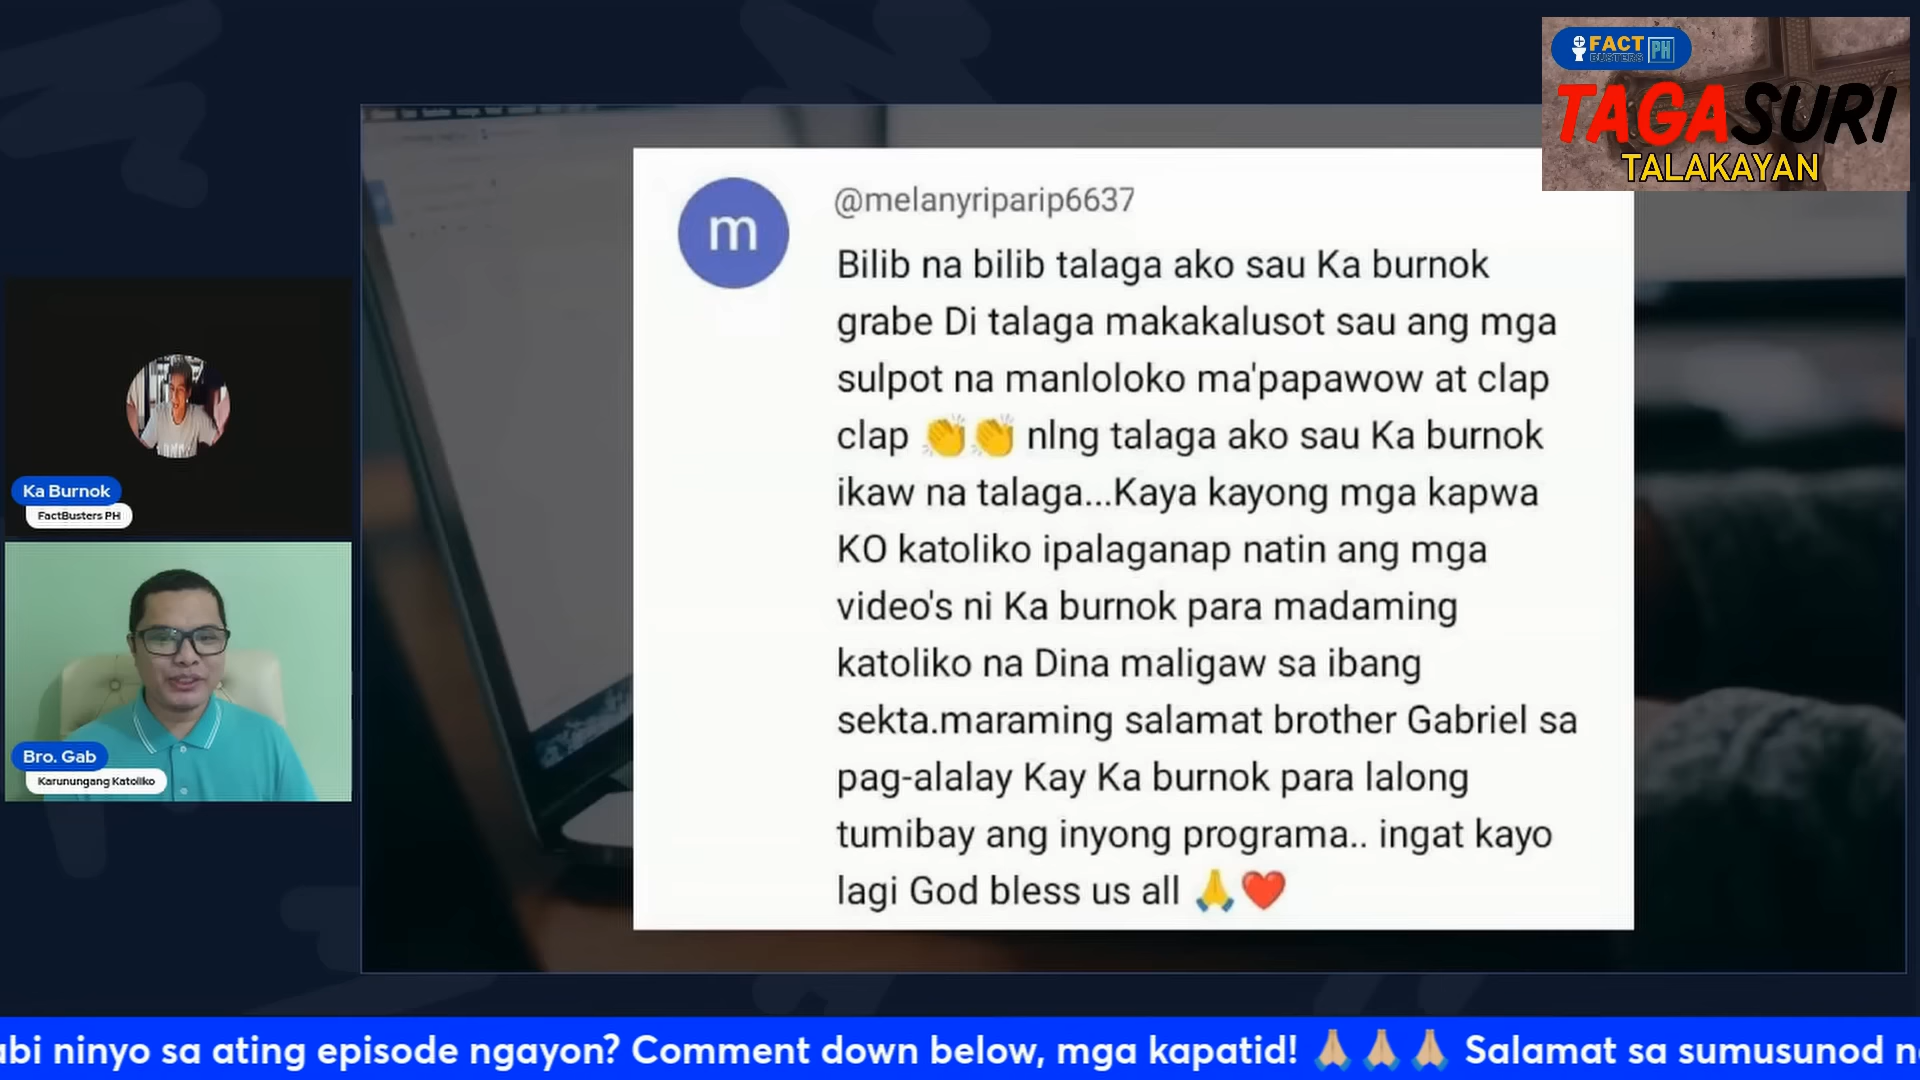 FACT
BUSTERS
PH
TAGASURI
TALAKAYAN
@melanyriparip6637
m
Bilib na bilib talaga ako sau Ka burnok
grabe Di talaga makakalusot sau ang mga
sulpot na manloloko ma'papawow at clap
clap 👏👏 nlng talaga ako sau Ka burnok
ikaw na talaga...Kaya kayong mga kapwa
KO katoliko ipalaganap natin ang mga
video's ni Ka burnok para madaming
katoliko na Dina maligaw sa ibang
sekta.maraming salamat brother Gabriel sa
pag-alalay Kay Ka burnok para lalong
tumibay ang inyong programa.. ingat kayo
lagi God bless us all 🙏❤️
Ka Burnok
FactBusters PH
Bro. Gab
Karunungang Katoliko
abi ninyo sa ating episode ngayon? Comment down below, mga kapatid! 🙏🏼🙏🏼🙏🏼 Salamat sa sumusunod n